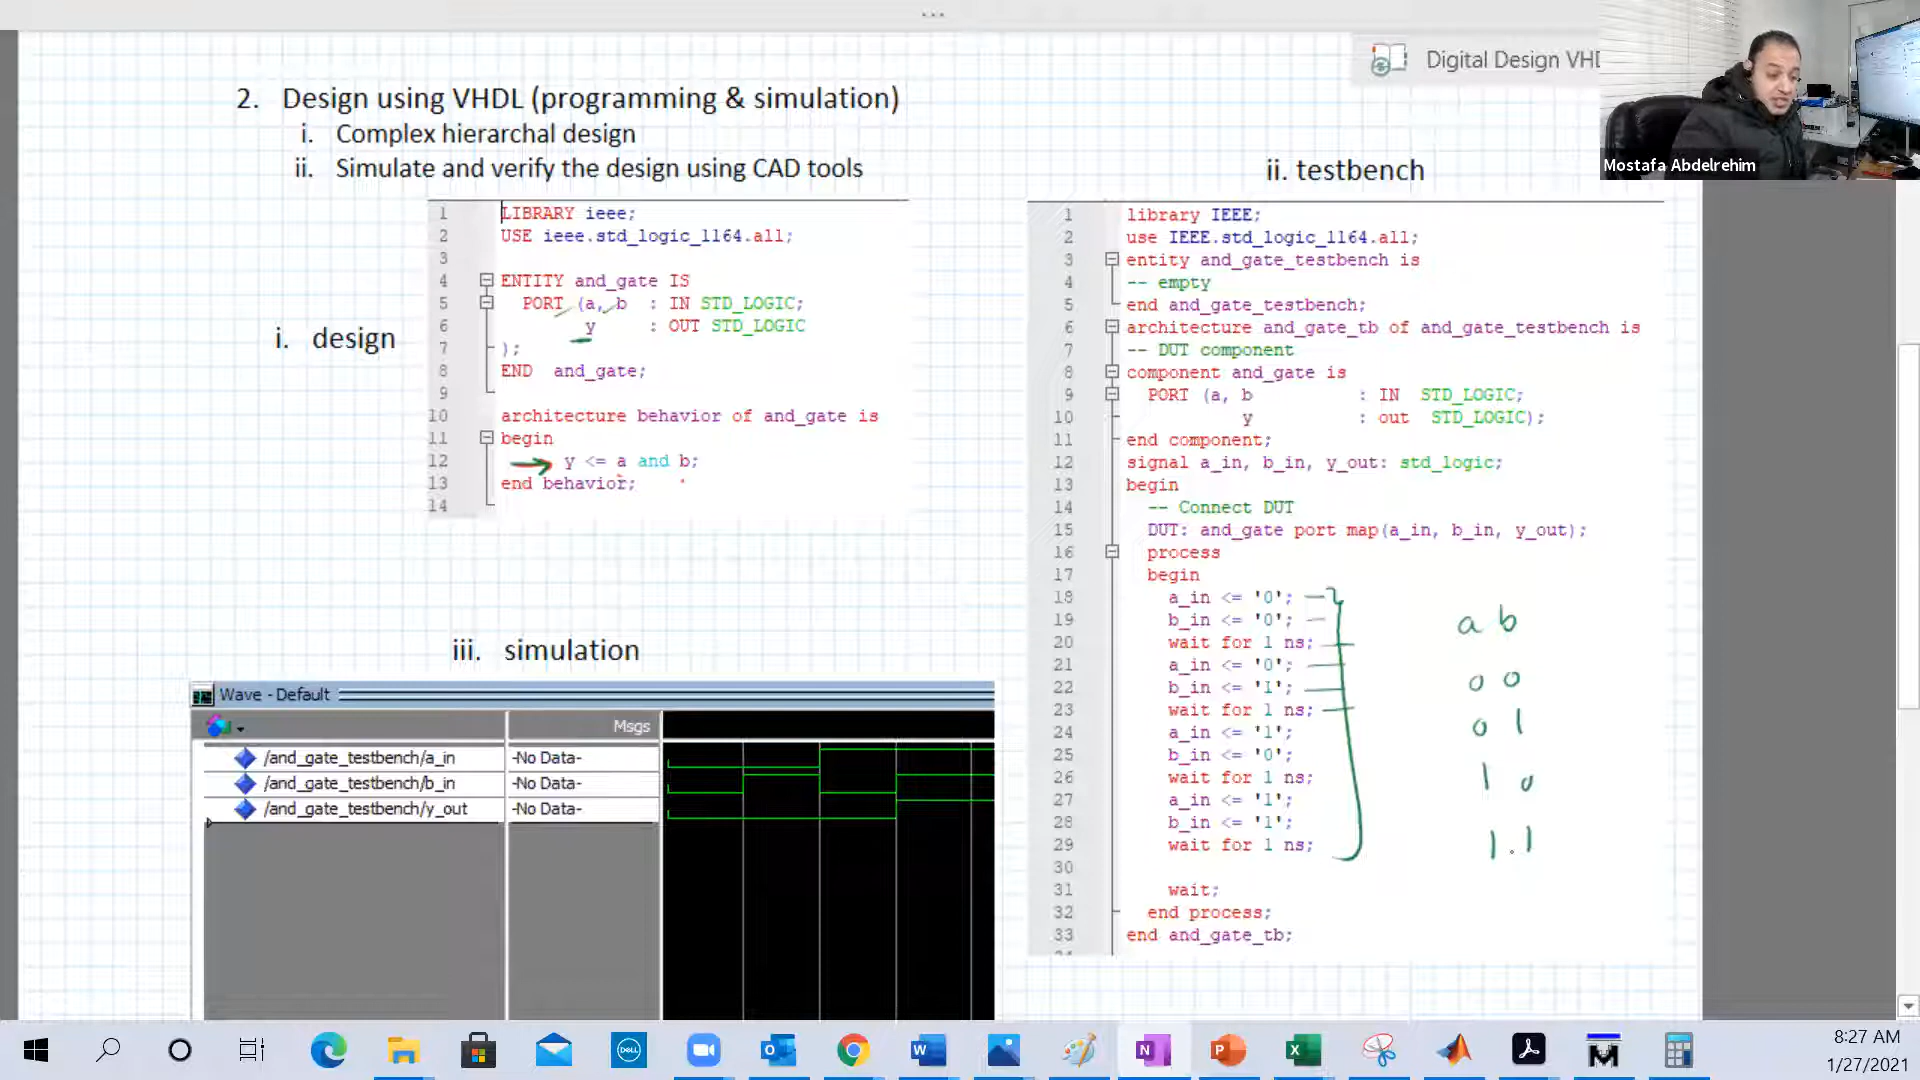 ...
Digital Design VHD
Mostafa Abdelrehim
2. Design using VHDL (programming & simulation)
i. Complex hierarchal design
ii. Simulate and verify the design using CAD tools
i. design
1 LIBRARY ieee;
2 USE ieee.std_logic_1164.all;
3
4 ENTITY and_gate IS
5 PORT (a, b : IN STD_LOGIC;
6 y : OUT STD_LOGIC
7 );
8 END and_gate;
9
10 architecture behavior of and_gate is
11 begin
12 y <= a and b;
13 end behavior;
14
ii. testbench
1 library IEEE;
2 use IEEE.std_logic_1164.all;
3 entity and_gate_testbench is
4 -- empty
5 end and_gate_testbench;
6 architecture and_gate_tb of and_gate_testbench is
7 -- DUT component
8 component and_gate is
9 PORT (a, b : IN STD_LOGIC;
10 y : out STD_LOGIC);
11 end component;
12 signal a_in, b_in, y_out: std_logic;
13 begin
14 -- Connect DUT
15 DUT: and_gate port map(a_in, b_in, y_out);
16 process
17 begin
18 a_in <= '0';
19 b_in <= '0';
20 wait for 1 ns;
21 a_in <= '0';
22 b_in <= '1';
23 wait for 1 ns;
24 a_in <= '1';
25 b_in <= '0';
26 wait for 1 ns;
27 a_in <= '1';
28 b_in <= '1';
29 wait for 1 ns;
30
31 wait;
32 end process;
33 end and_gate_tb;
a b
0 0
0 1
1 0
1 1
iii. simulation
Wave - Default
Msgs
/and_gate_testbench/a_in -No Data-
/and_gate_testbench/b_in -No Data-
/and_gate_testbench/y_out -No Data-
DELL
O
W
N
P
X
M
8:27 AM
1/27/2021